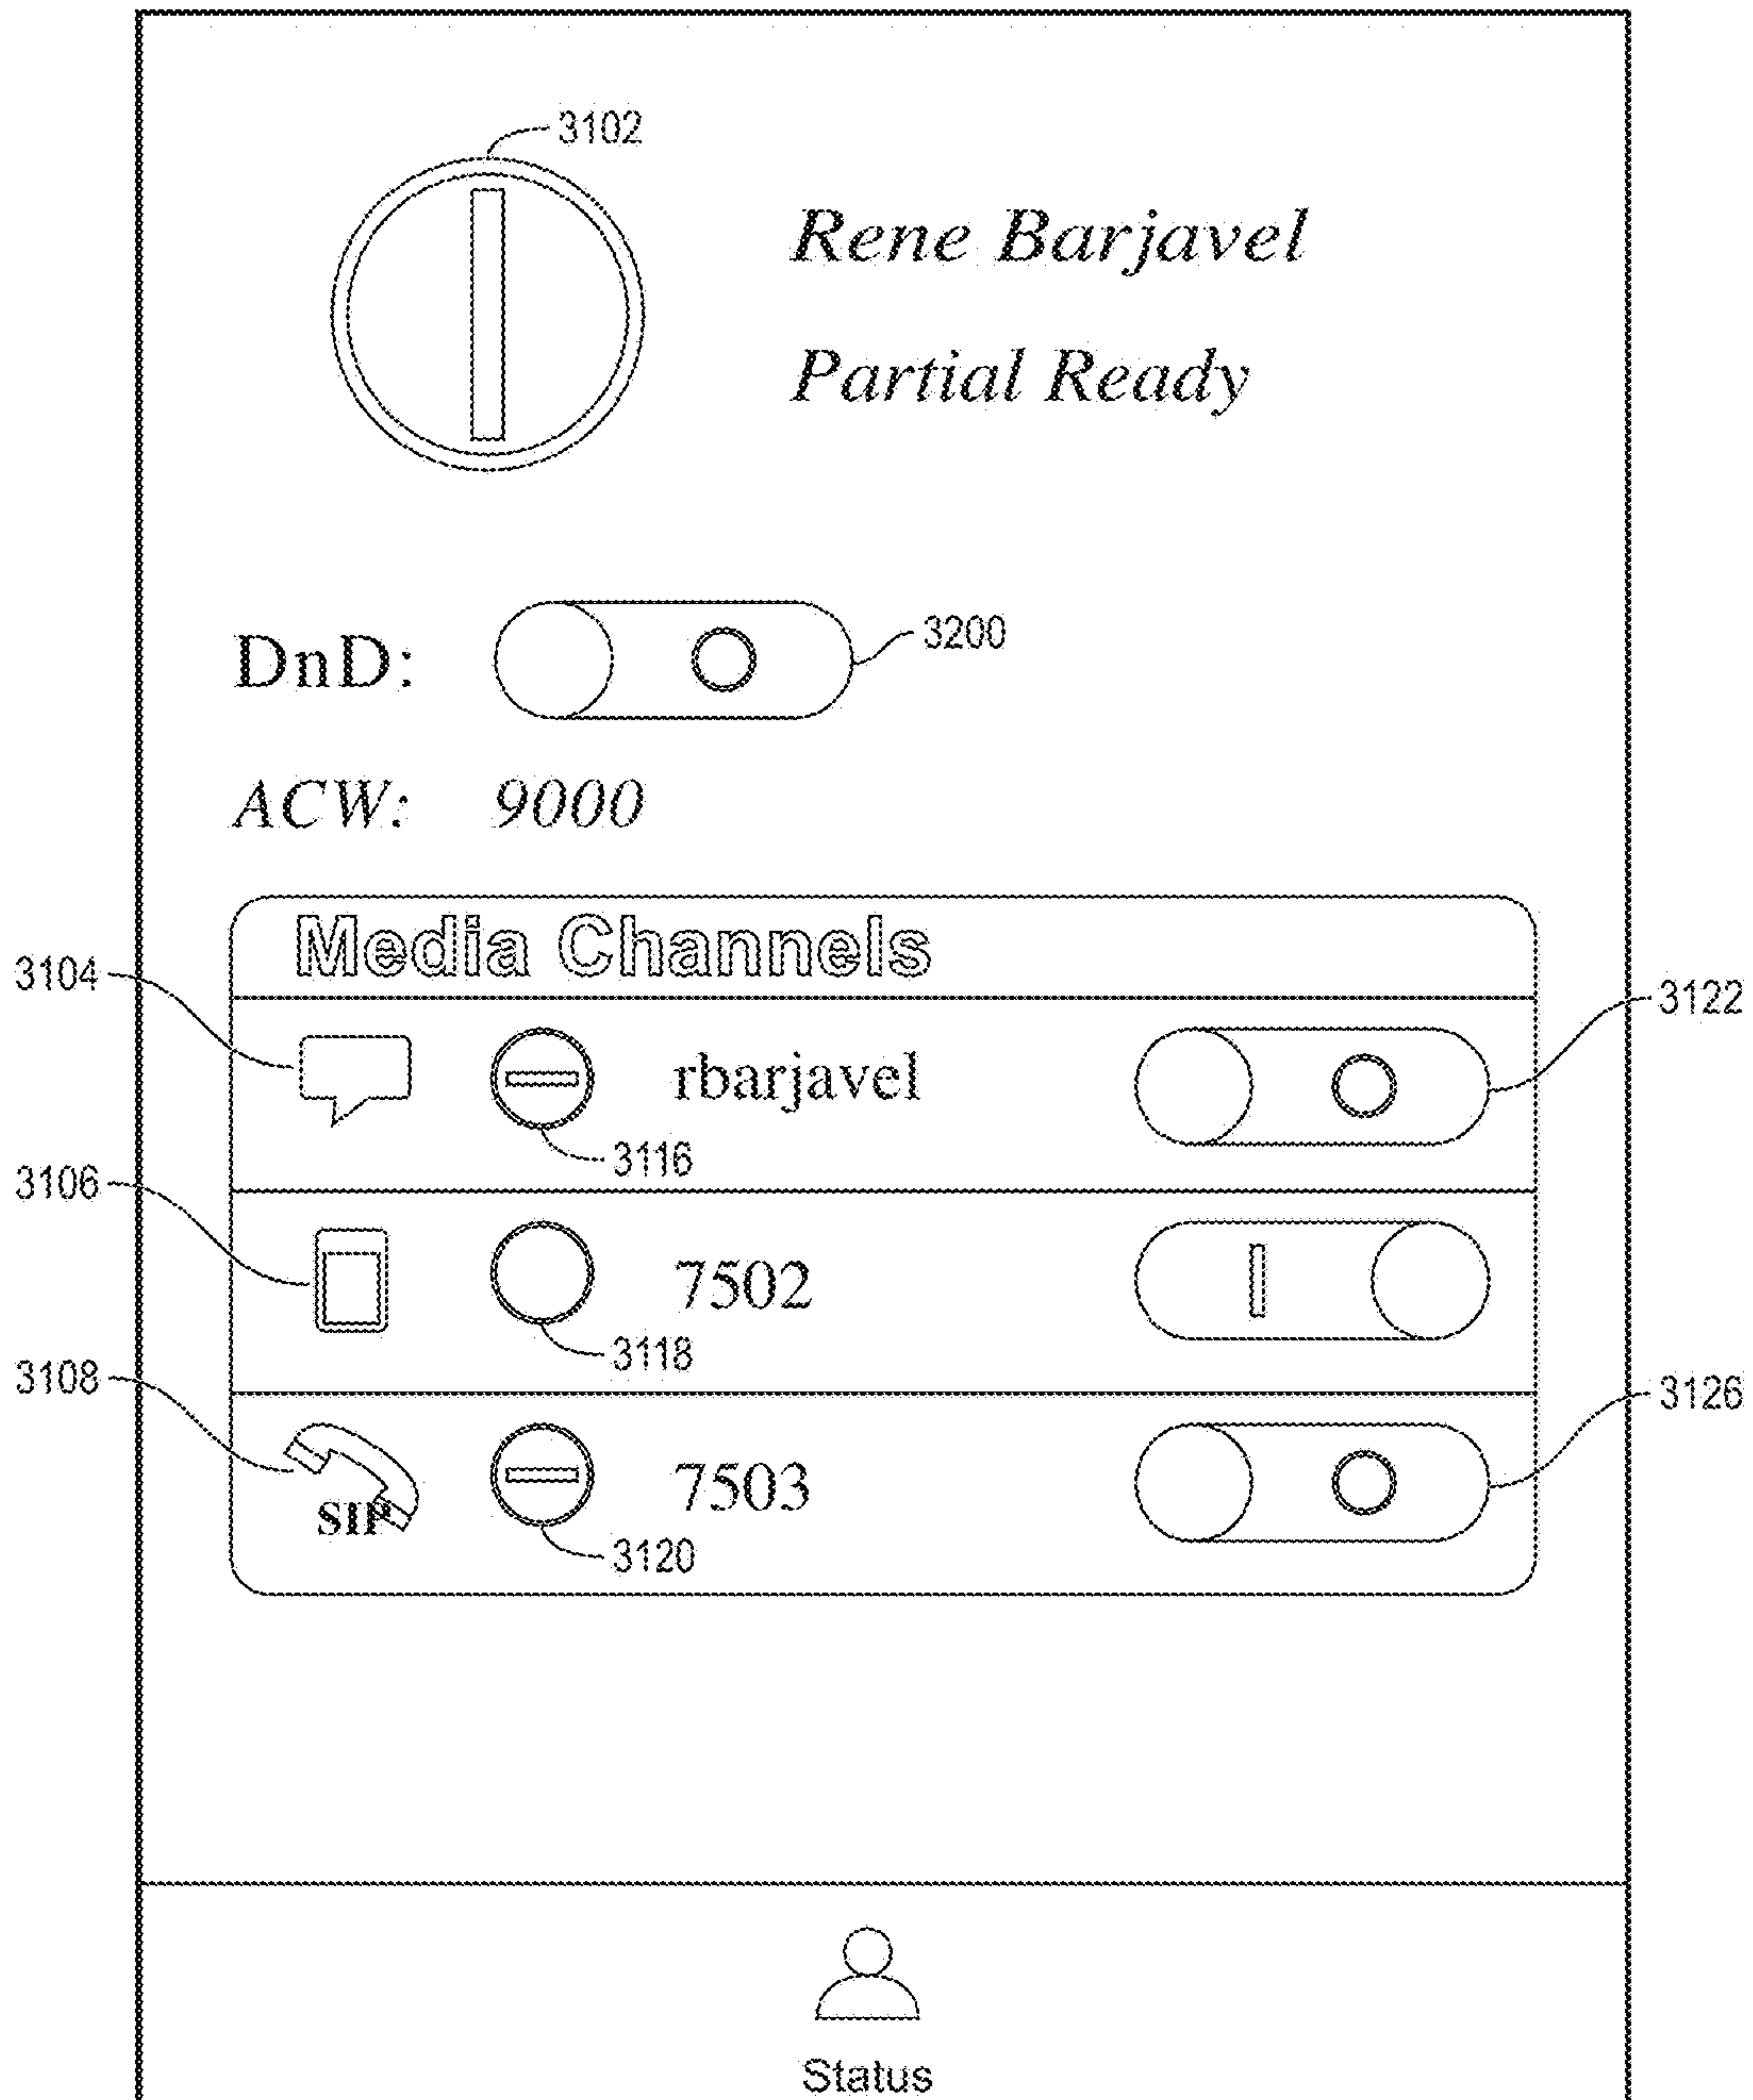 3102
Rene Barjavel
Partial Ready
DnD:
3200
ACW: 9000
Media Channels
3104
3122
rbarjavel
3116
3106
7502
3118
3108
3126
SIP
7503
3120
Status